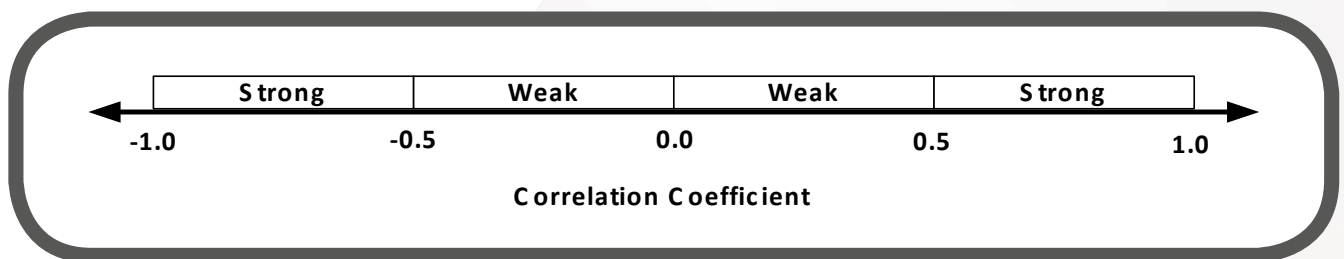 Strong Weak Weak Strong
-1.0 -0.5 0.0 0.5 1.0
Correlation Coefficient